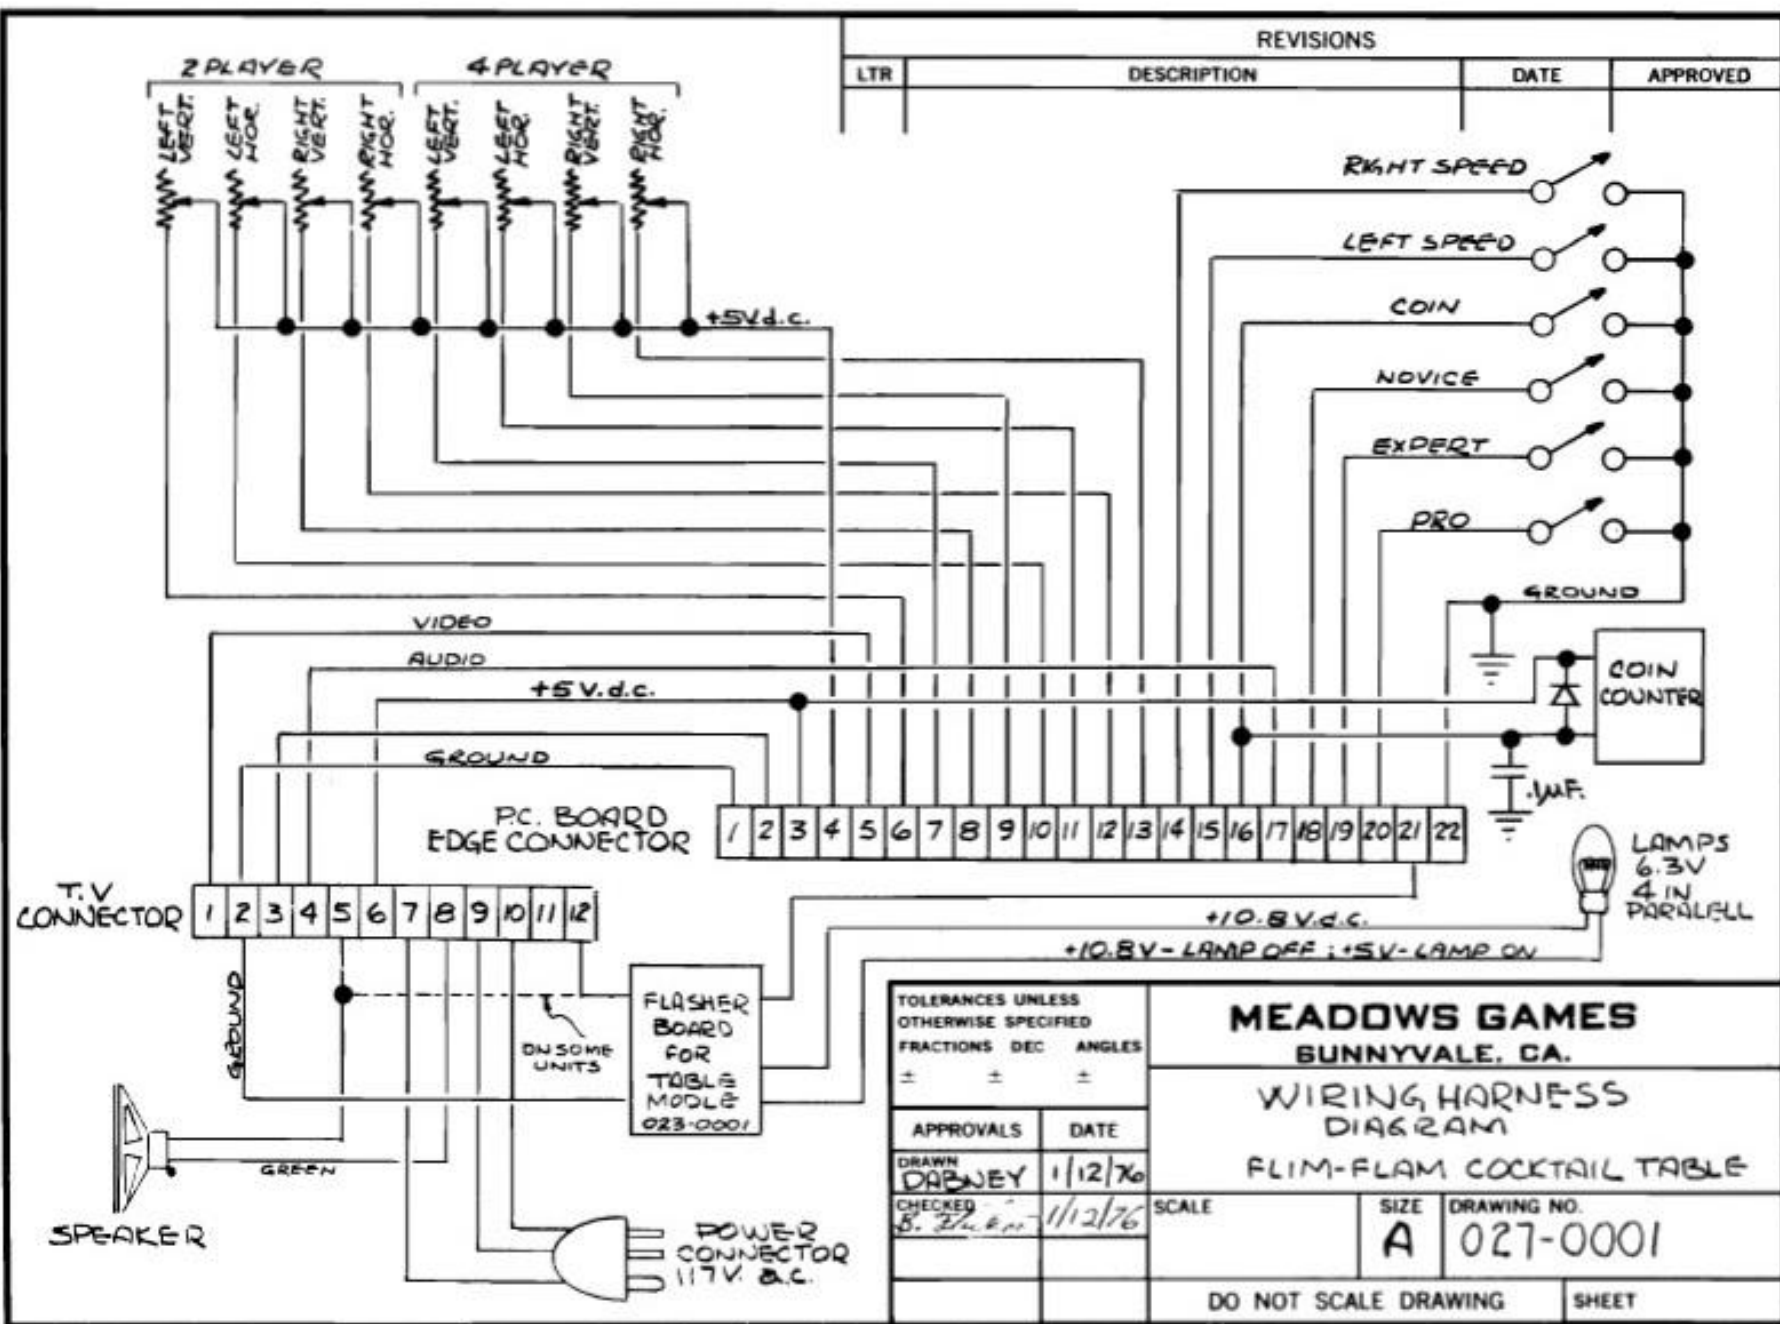 REVISIONS
LTR DESCRIPTION DATE APPROVED
2 PLAYER 4 PLAYER
LEFT VERT.
LEFT HOR.
RIGHT VERT.
RIGHT HOR.
LEFT VERT.
LEFT HOR.
RIGHT VERT.
RIGHT HOR.
RIGHT SPEED
LEFT SPEED
COIN
NOVICE
EXPERT
PRO
GROUND
+5Vd.c.
VIDEO
AUDIO
+5 V.d.c.
GROUND
COIN
COUNTER
.1µF.
P.C. BOARD
EDGE CONNECTOR
1 2 3 4 5 6 7 8 9 10 11 12 13 14 15 16 17 18 19 20 21 22
LAMPS
6.3V
4 IN
PARALELL
T.V
CONNECTOR
1 2 3 4 5 6 7 8 9 10 11 12
+10.8 V.d.c.
+10.8V - LAMP OFF ; +5V - LAMP ON
GROUND
ON SOME
UNITS
FLASHER
BOARD
FOR
TABLE
MODLE
023-0001
GREEN
SPEAKER
POWER
CONNECTOR
117V. a.c.
TOLERANCES UNLESS
OTHERWISE SPECIFIED
FRACTIONS DEC ANGLES
± ± ±
APPROVALS DATE
DRAWN
DABNEY 1/12/76
CHECKED
B. 1/12/76
MEADOWS GAMES
SUNNYVALE, CA.
WIRING HARNESS
DIAGRAM
FLIM-FLAM COCKTAIL TABLE
SCALE SIZE DRAWING NO.
A 027-0001
DO NOT SCALE DRAWING SHEET